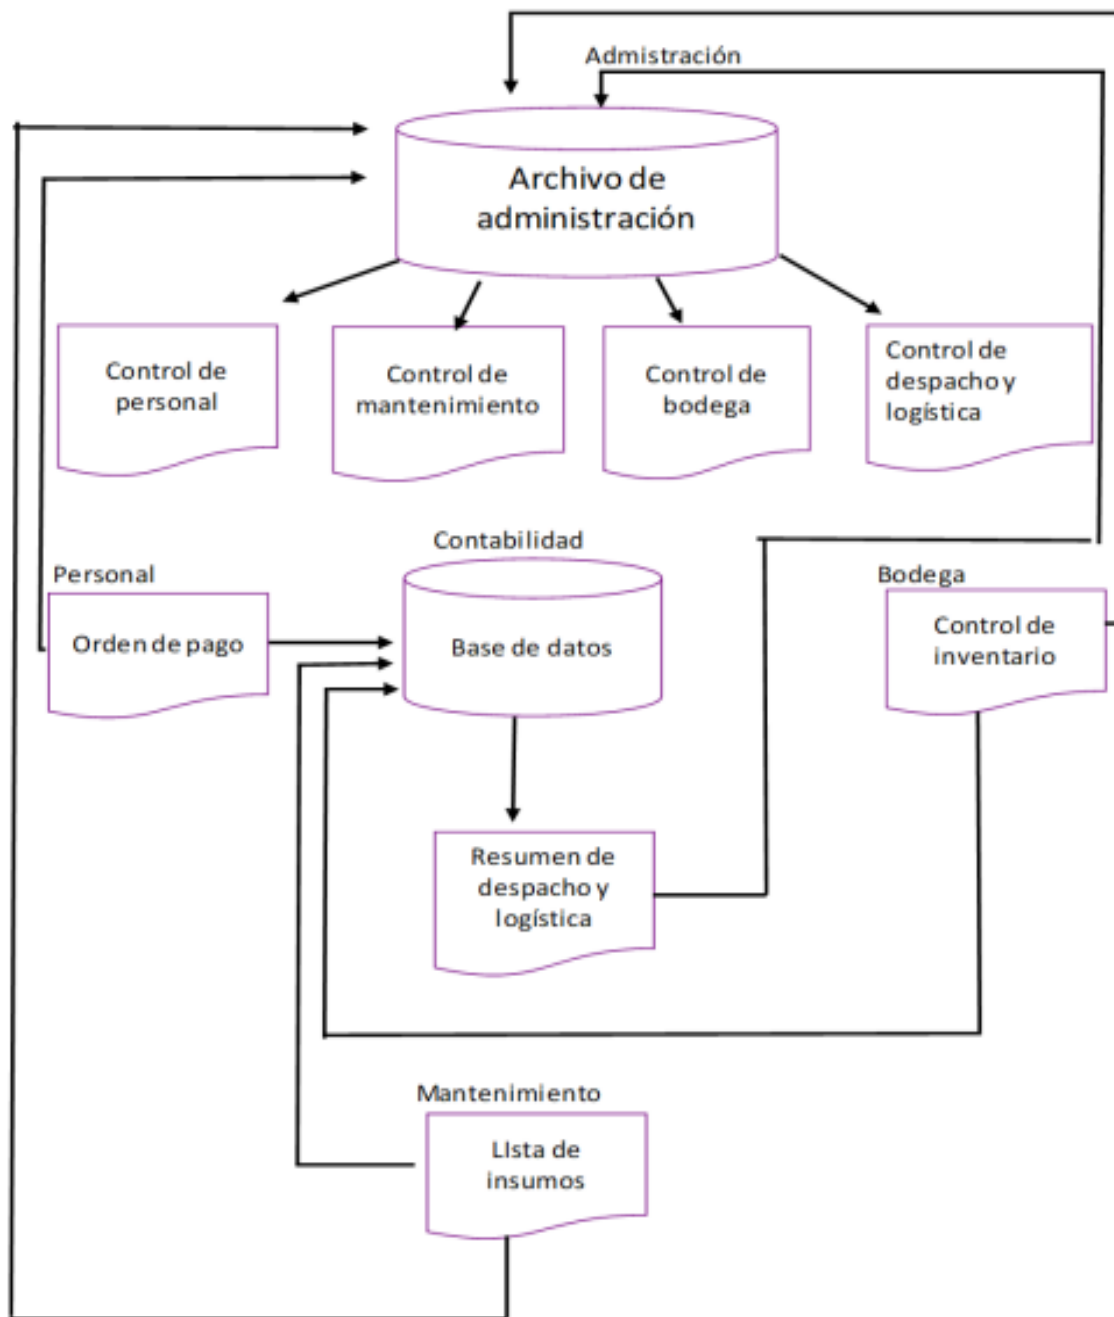 Admistración
Archivo de
administración
Control de
personal
Control de
mantenimiento
Control de
bodega
Control de
despacho y
logística
Contabilidad
Personal
Bodega
Orden de pago
Base de datos
Control de
inventario
Resumen de
despacho y
logística
Mantenimiento
LIsta de
insumos